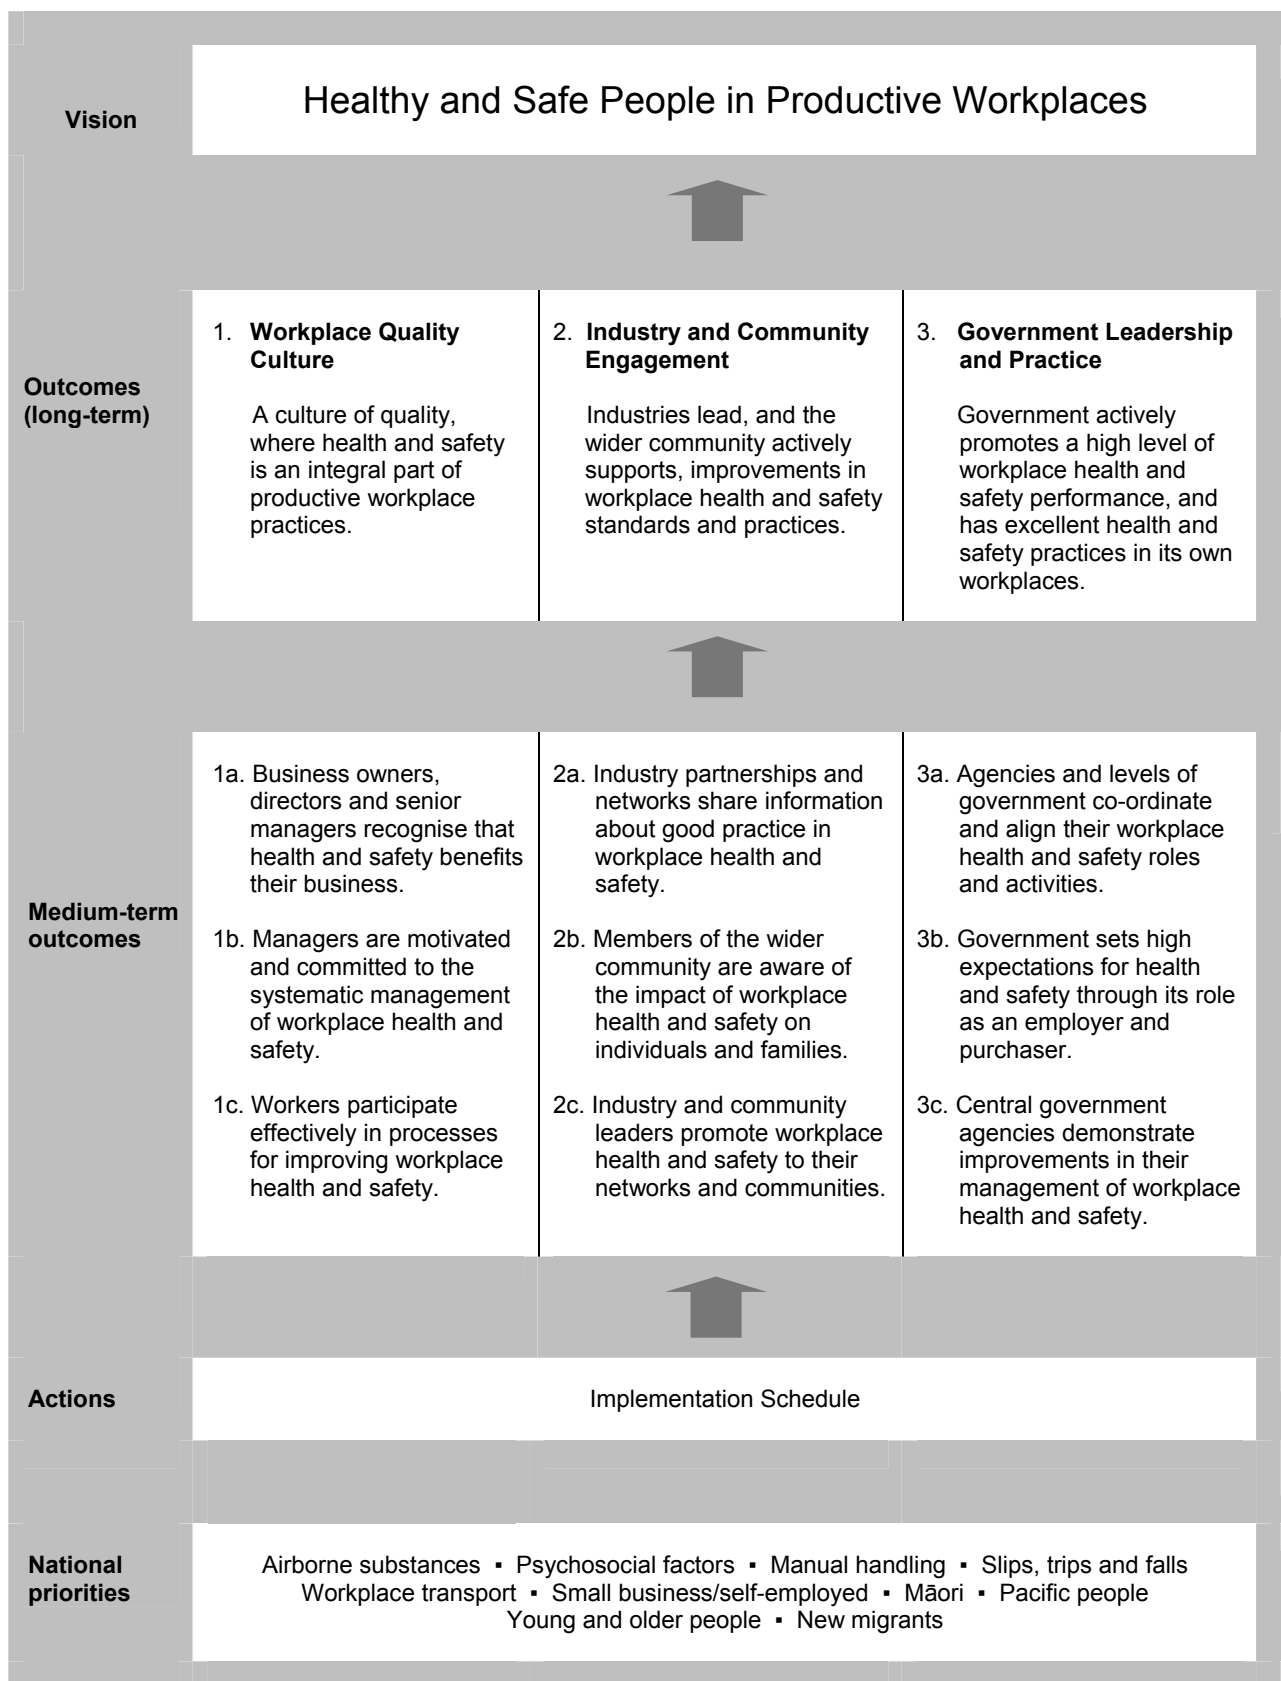 Vision
Healthy and Safe People in Productive Workplaces
Outcomes
(long-term)
1. Workplace Quality
Culture
A culture of quality,
where health and safety
is an integral part of
productive workplace
practices.
2. Industry and Community
Engagement
Industries lead, and the
wider community actively
supports, improvements in
workplace health and safety
standards and practices.
3. Government Leadership
and Practice
Government actively
promotes a high level of
workplace health and
safety performance, and
has excellent health and
safety practices in its own
workplaces.
Medium-term
outcomes
1a. Business owners,
directors and senior
managers recognise that
health and safety benefits
their business.
1b. Managers are motivated
and committed to the
systematic management
of workplace health and
safety.
1c. Workers participate
effectively in processes
for improving workplace
health and safety.
2a. Industry partnerships and
networks share information
about good practice in
workplace health and
safety.
2b. Members of the wider
community are aware of
the impact of workplace
health and safety on
individuals and families.
2c. Industry and community
leaders promote workplace
health and safety to their
networks and communities.
3a. Agencies and levels of
government co-ordinate
and align their workplace
health and safety roles
and activities.
3b. Government sets high
expectations for health
and safety through its role
as an employer and
purchaser.
3c. Central government
agencies demonstrate
improvements in their
management of workplace
health and safety.
Actions
Implementation Schedule
National
priorities
Airborne substances ▪ Psychosocial factors ▪ Manual handling ▪ Slips, trips and falls
Workplace transport ▪ Small business/self-employed ▪ Māori ▪ Pacific people
Young and older people ▪ New migrants